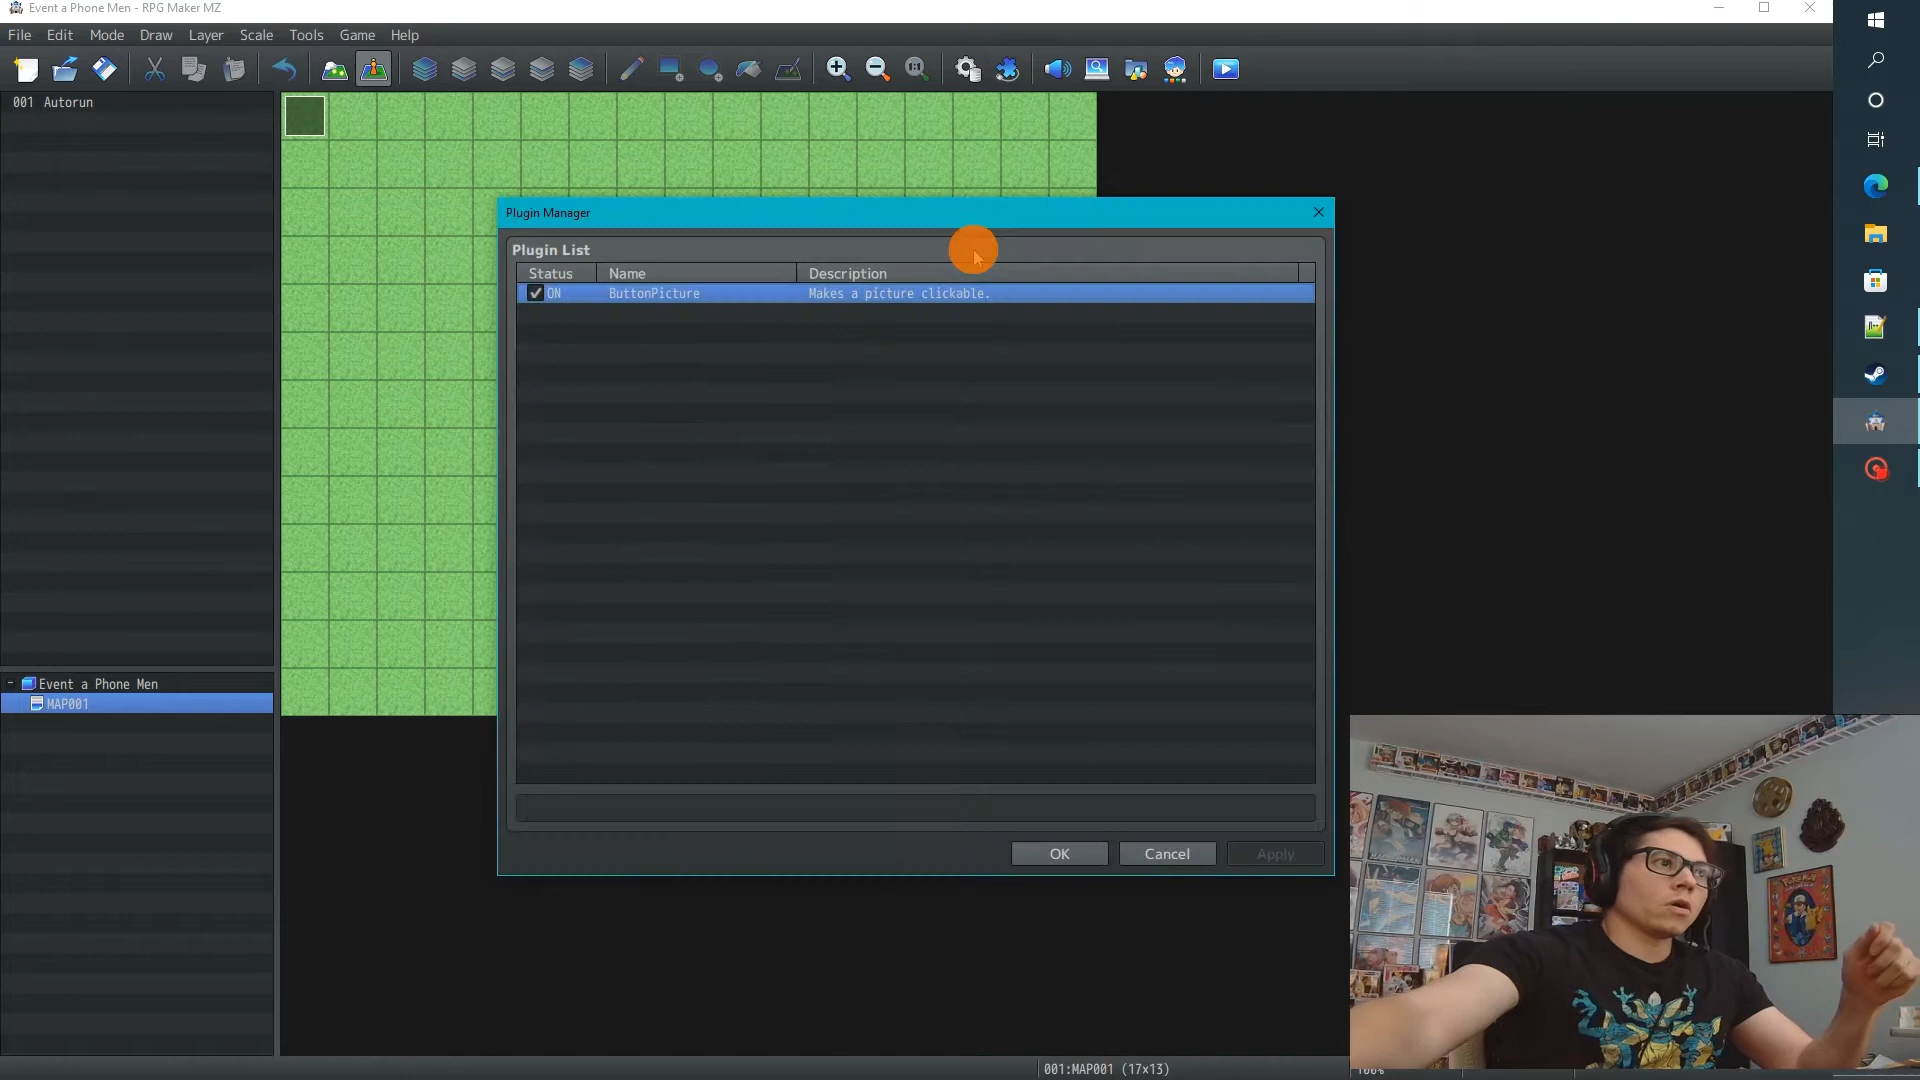 Event a Phone Men - RPG Maker MZ
File Edit Mode Draw Layer Scale Tools Game Help
001 Autorun
Plugin Manager
Plugin List
Status Name Description
ON ButtonPicture Makes a picture clickable.
Event a Phone Men
MAP001
OK Cancel Apply
001:MAP001 (17x13)